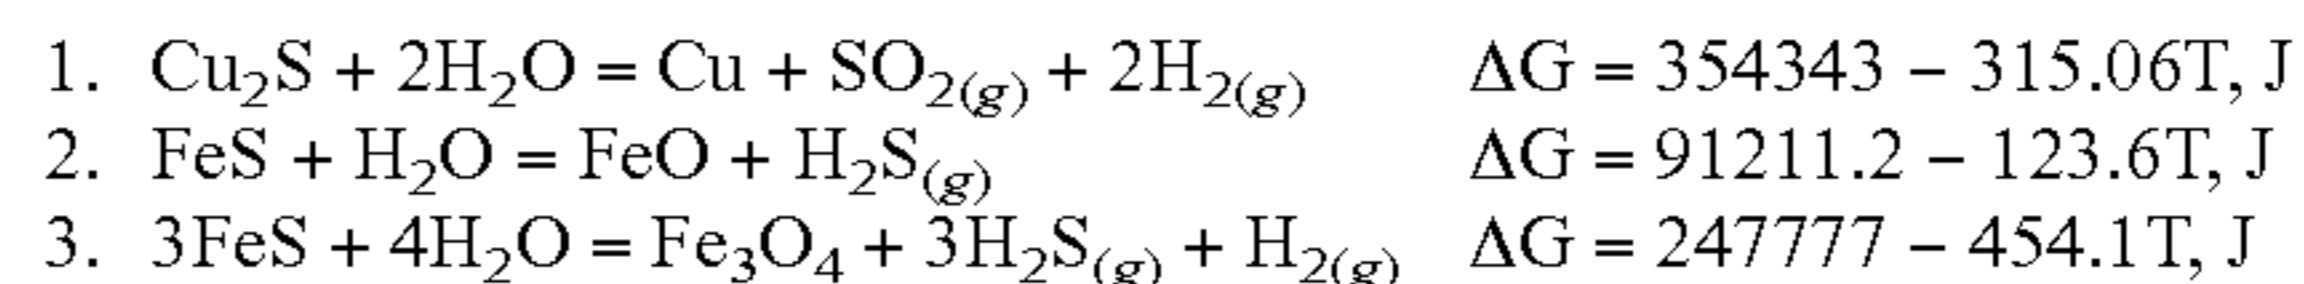 1. Cu₂S + 2H₂O = Cu + SO₂₍g₎ + 2H₂₍g₎ ΔG = 354343 – 315.06T, J
2. FeS + H₂O = FeO + H₂S₍g₎ ΔG = 91211.2 – 123.6T, J
3. 3FeS + 4H₂O = Fe₃O₄ + 3H₂S₍g₎ + H₂₍g₎ ΔG = 247777 – 454.1T, J